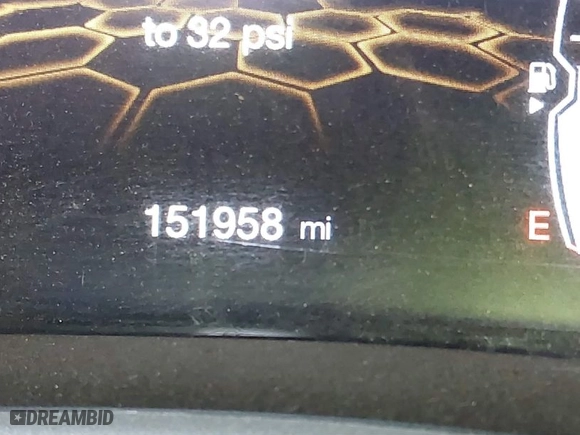 to 32 psi
151958 mi
E
DREAMBID